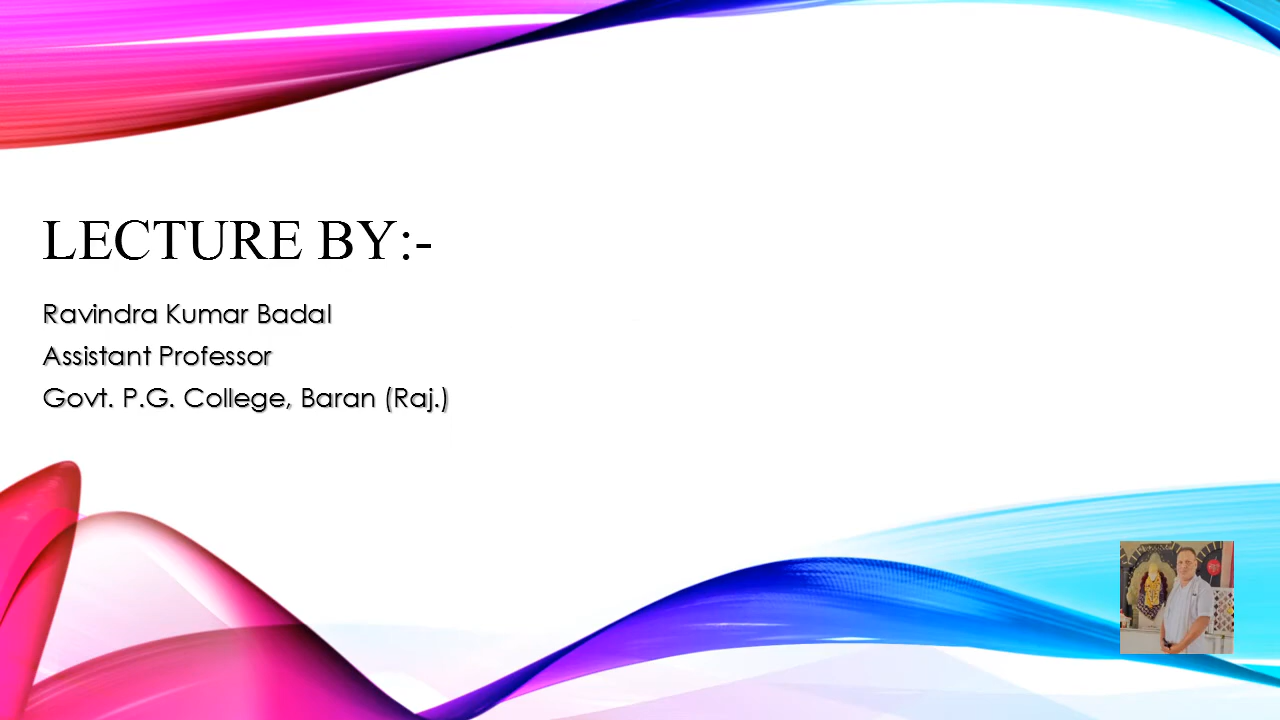 LECTURE BY:-
Ravindra Kumar Badal
Assistant Professor
Govt. P.G. College, Baran (Raj.)